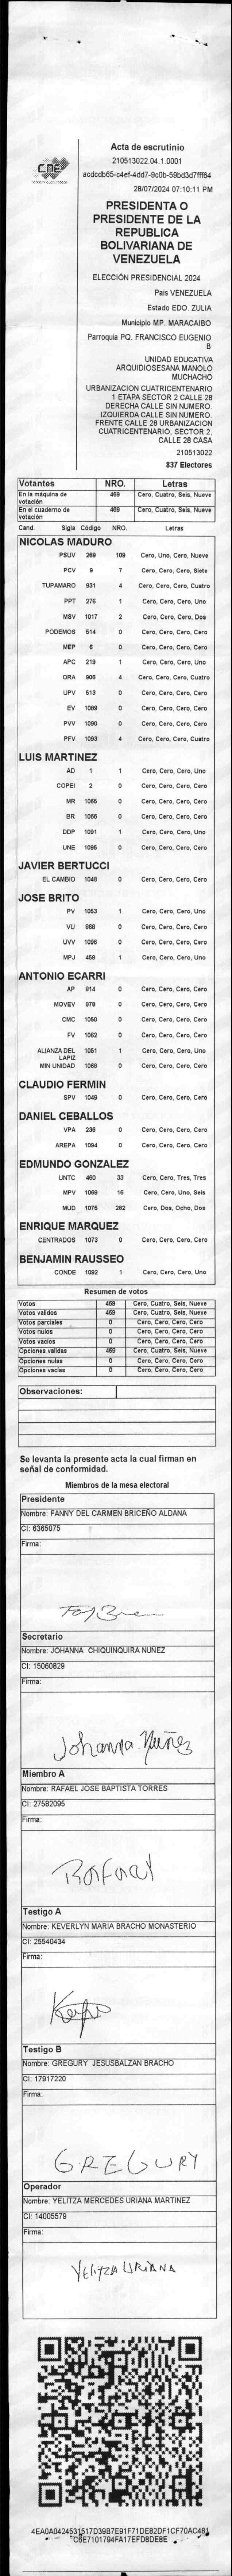 CNE
Acta de escrutinio
210513022.04.1.0001
acdcdb65-c4ef-4dd7-9c0b-59bd3d7fff64
28/07/2024 07:10:11 PM
PRESIDENTA O
PRESIDENTE DE LA
REPUBLICA
BOLIVARIANA DE
VENEZUELA
ELECCIÓN PRESIDENCIAL 2024
Pais VENEZUELA
Estado EDO. ZULIA
Municipio MP. MARACAIBO
Parroquia PQ. FRANCISCO EUGENIO
B
UNIDAD EDUCATIVA
ARQUIDIOSESANA MANOLO
MUCHACHO
URBANIZACION CUATRICENTENARIO
1 ETAPA SECTOR 2 CALLE 28
DERECHA CALLE SIN NUMERO.
IZQUIERDA CALLE SIN NUMERO.
FRENTE CALLE 28 URBANIZACION
CUATRICENTENARIO, SECTOR 2,
CALLE 28 CASA
210513022
837 Electores
Votantes NRO. Letras
En la máquina de votación 469 Cero, Cuatro, Seis, Nueve
En el cuaderno de votación 469 Cero, Cuatro, Seis, Nueve
Cand. Sigla Código NRO. Letras
NICOLAS MADURO
PSUV 269 109 Cero, Uno, Cero, Nueve
PCV 9 7 Cero, Cero, Cero, Siete
TUPAMARO 931 4 Cero, Cero, Cero, Cuatro
PPT 276 1 Cero, Cero, Cero, Uno
MSV 1017 2 Cero, Cero, Cero, Dos
PODEMOS 514 0 Cero, Cero, Cero, Cero
MEP 6 0 Cero, Cero, Cero, Cero
APC 219 1 Cero, Cero, Cero, Uno
ORA 906 4 Cero, Cero, Cero, Cuatro
UPV 513 0 Cero, Cero, Cero, Cero
EV 1089 0 Cero, Cero, Cero, Cero
PVV 1090 0 Cero, Cero, Cero, Cero
PFV 1093 4 Cero, Cero, Cero, Cuatro
LUIS MARTINEZ
AD 1 1 Cero, Cero, Cero, Uno
COPEI 2 0 Cero, Cero, Cero, Cero
MR 1065 0 Cero, Cero, Cero, Cero
BR 1066 0 Cero, Cero, Cero, Cero
DDP 1091 1 Cero, Cero, Cero, Uno
UNE 1096 0 Cero, Cero, Cero, Cero
JAVIER BERTUCCI
EL CAMBIO 1048 0 Cero, Cero, Cero, Cero
JOSE BRITO
PV 1053 1 Cero, Cero, Cero, Uno
VU 968 0 Cero, Cero, Cero, Cero
UVV 1095 0 Cero, Cero, Cero, Cero
MPJ 458 1 Cero, Cero, Cero, Uno
ANTONIO ECARRI
AP 914 0 Cero, Cero, Cero, Cero
MOVEV 979 0 Cero, Cero, Cero, Cero
CMC 1050 0 Cero, Cero, Cero, Cero
FV 1062 0 Cero, Cero, Cero, Cero
ALIANZA DEL LAPIZ 1051 1 Cero, Cero, Cero, Uno
MIN UNIDAD 1068 0 Cero, Cero, Cero, Cero
CLAUDIO FERMIN
SPV 1049 0 Cero, Cero, Cero, Cero
DANIEL CEBALLOS
VPA 236 0 Cero, Cero, Cero, Cero
AREPA 1094 0 Cero, Cero, Cero, Cero
EDMUNDO GONZALEZ
UNTC 460 33 Cero, Cero, Tres, Tres
MPV 1069 16 Cero, Cero, Uno, Seis
MUD 1075 282 Cero, Dos, Ocho, Dos
ENRIQUE MARQUEZ
CENTRADOS 1073 0 Cero, Cero, Cero, Cero
BENJAMIN RAUSSEO
CONDE 1092 1 Cero, Cero, Cero, Uno
Resumen de votos
Votos 469 Cero, Cuatro, Seis, Nueve
Votos validos 469 Cero, Cuatro, Seis, Nueve
Votos parciales 0 Cero, Cero, Cero, Cero
Votos nulos 0 Cero, Cero, Cero, Cero
Votos vacios 0 Cero, Cero, Cero, Cero
Opciones validas 469 Cero, Cuatro, Seis, Nueve
Opciones nulas 0 Cero, Cero, Cero, Cero
Opciones vacias 0 Cero, Cero, Cero, Cero
Observaciones:
Se levanta la presente acta la cual firman en
señal de conformidad.
Miembros de la mesa electoral
Presidente
Nombre: FANNY DEL CARMEN BRICEÑO ALDANA
CI: 6365075
Firma:
Secretario
Nombre: JOHANNA CHIQUINQUIRA NUÑEZ
CI: 15060829
Firma:
Johanna Nuñez
Miembro A
Nombre: RAFAEL JOSE BAPTISTA TORRES
CI: 27582095
Firma:
Testigo A
Nombre: KEVERLYN MARIA BRACHO MONASTERIO
CI: 25540434
Firma:
Testigo B
Nombre: GREGURY JESUSBALZAN BRACHO
CI: 17917220
Firma:
GREGURY
Operador
Nombre: YELITZA MERCEDES URIANA MARTINEZ
CI: 14005579
Firma:
YELITZA URIANA
4EA0A0424531517D39B7E91F71DE82DF1CF70AC481
C6E7101794FA17EFD8DE8E